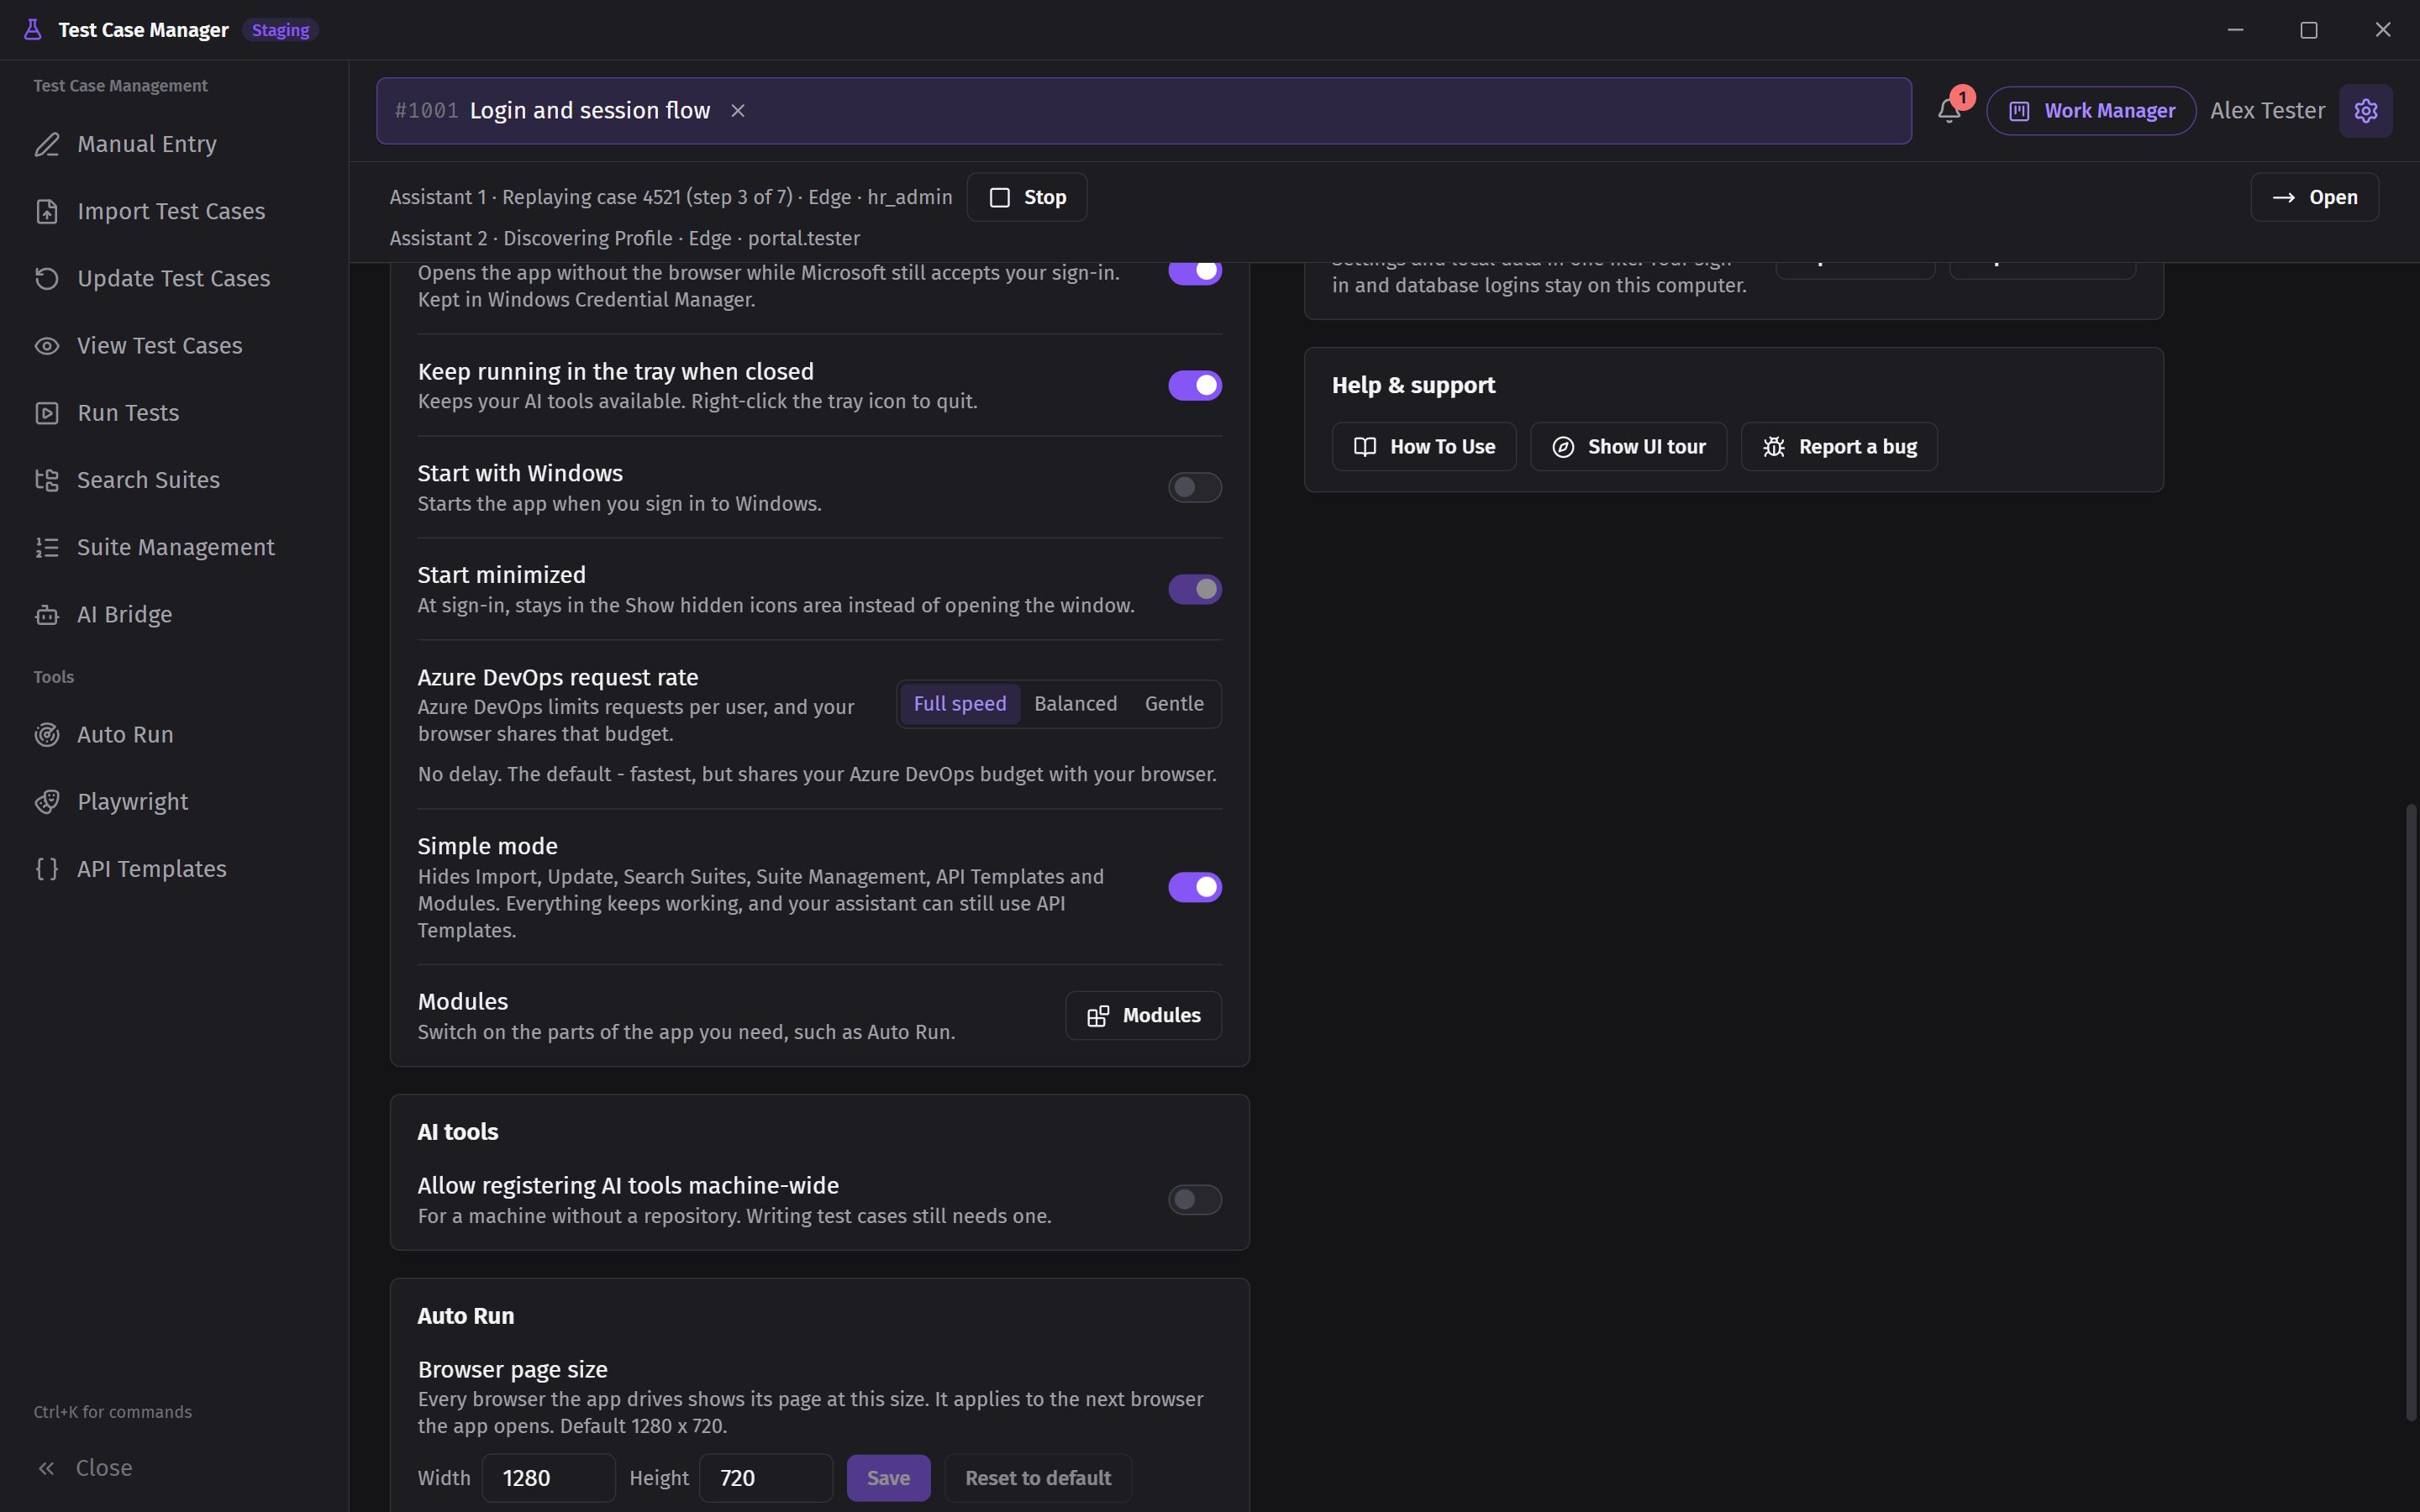 Test Case Manager Staging
Test Case Management
Manual Entry
Import Test Cases
Update Test Cases
View Test Cases
Run Tests
Search Suites
Suite Management
AI Bridge
Tools
Auto Run
Playwright
API Templates
Ctrl+K for commands
Close
#1001 Login and session flow
1
Work Manager
Alex Tester
Assistant 1 · Replaying case 4521 (step 3 of 7) · Edge · hr_admin
Stop
Open
Assistant 2 · Discovering Profile · Edge · portal.tester
Opens the app without the browser while Microsoft still accepts your sign-in.
Kept in Windows Credential Manager.
Keep running in the tray when closed
Keeps your AI tools available. Right-click the tray icon to quit.
Start with Windows
Starts the app when you sign in to Windows.
Start minimized
At sign-in, stays in the Show hidden icons area instead of opening the window.
Azure DevOps request rate
Azure DevOps limits requests per user, and your
browser shares that budget.
Full speed Balanced Gentle
No delay. The default - fastest, but shares your Azure DevOps budget with your browser.
Simple mode
Hides Import, Update, Search Suites, Suite Management, API Templates and
Modules. Everything keeps working, and your assistant can still use API
Templates.
Modules
Switch on the parts of the app you need, such as Auto Run.
Modules
AI tools
Allow registering AI tools machine-wide
For a machine without a repository. Writing test cases still needs one.
Auto Run
Browser page size
Every browser the app drives shows its page at this size. It applies to the next browser
the app opens. Default 1280 x 720.
Width 1280 Height 720 Save Reset to default
Settings and local data in one file. Your sign-
in and database logins stay on this computer.
Help & support
How To Use
Show UI tour
Report a bug